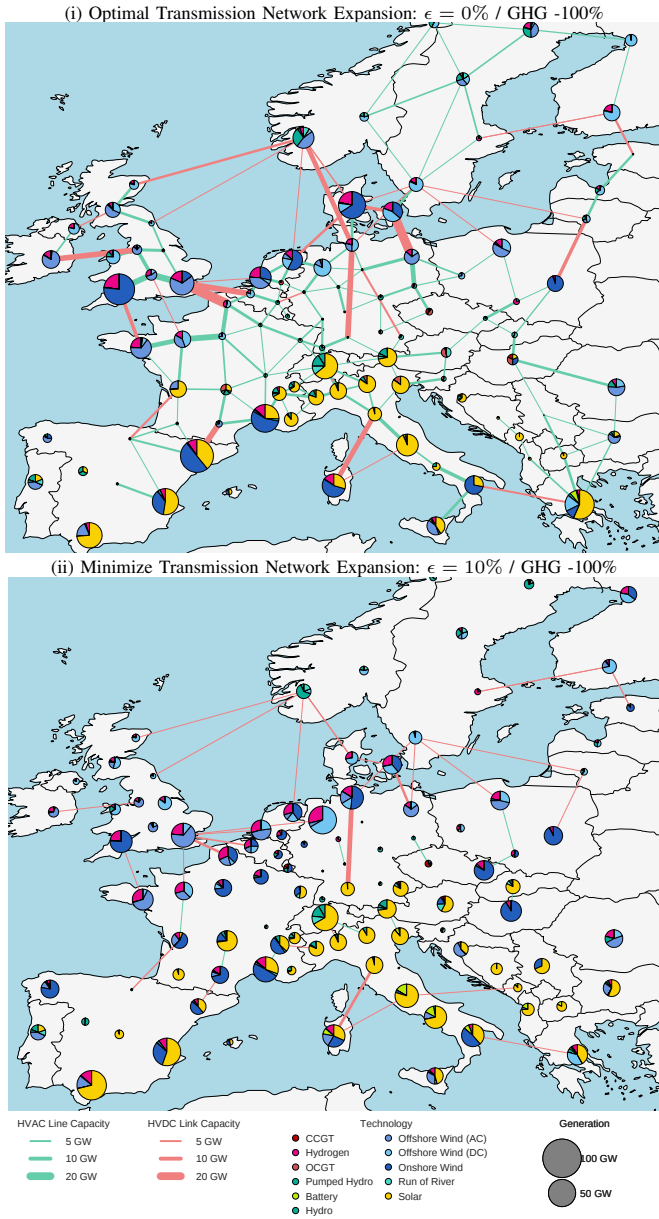 (i) Optimal Transmission Network Expansion: ϵ = 0% / GHG -100%
(ii) Minimize Transmission Network Expansion: ϵ = 10% / GHG -100%
HVAC Line Capacity
5 GW
10 GW
20 GW
HVDC Link Capacity
5 GW
10 GW
20 GW
Technology
CCGT
Hydrogen
OCGT
Pumped Hydro
Battery
Hydro
Offshore Wind (AC)
Offshore Wind (DC)
Onshore Wind
Run of River
Solar
Generation
100 GW
50 GW